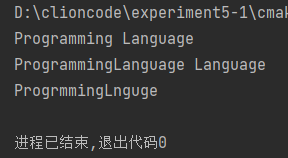 D:\clioncode\experiment5-1\cmak
Programming Language
ProgrammingLanguage Language
ProgrmmingLnguge
进程已结束,退出代码0